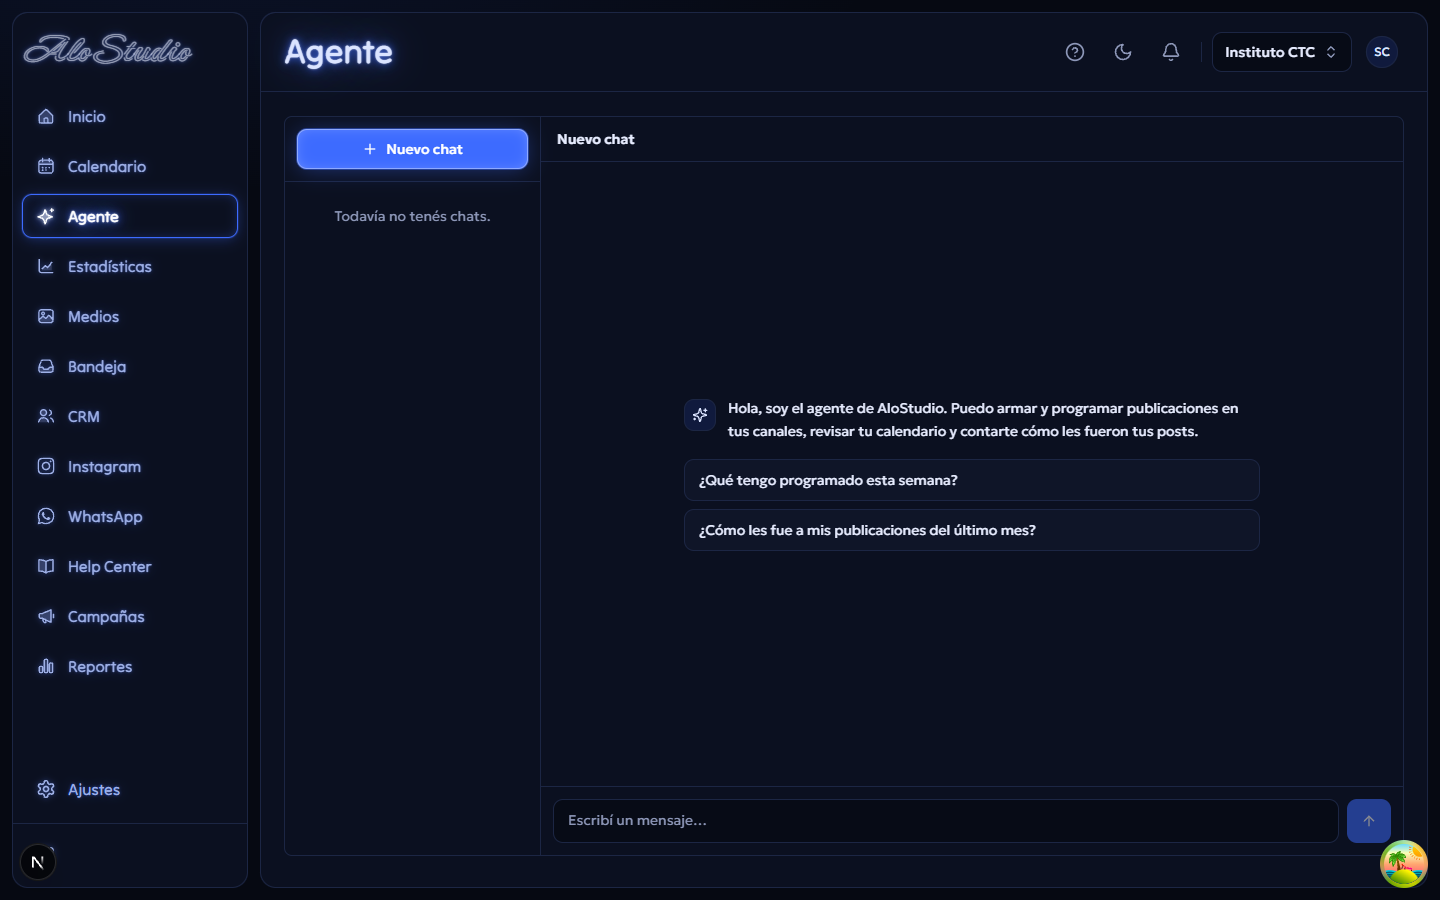 AloStudio
Inicio
Calendario
Agente
Estadísticas
Medios
Bandeja
CRM
Instagram
WhatsApp
Help Center
Campañas
Reportes
Ajustes
N
Agente
Instituto CTC
SC
+ Nuevo chat
Todavía no tenés chats.
Nuevo chat
Hola, soy el agente de AloStudio. Puedo armar y programar publicaciones en
tus canales, revisar tu calendario y contarte cómo les fueron tus posts.
¿Qué tengo programado esta semana?
¿Cómo les fue a mis publicaciones del último mes?
Escribí un mensaje...